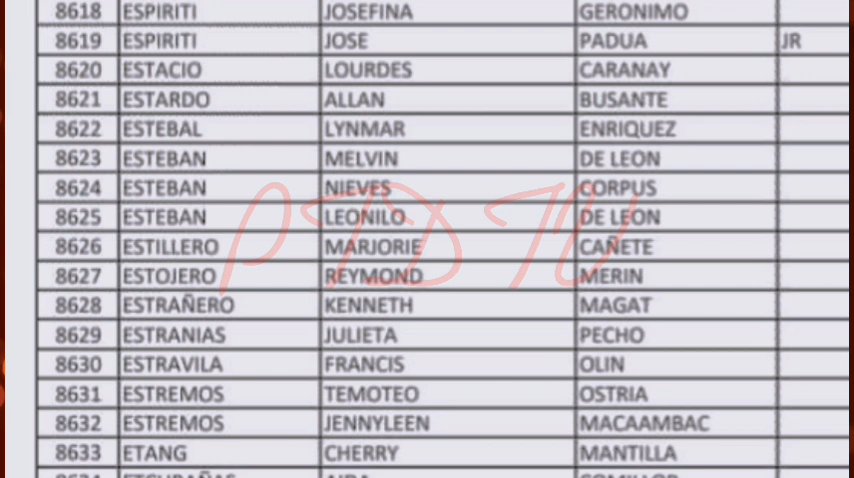 8618 ESPIRITI JOSEFINA GERONIMO
8619 ESPIRITI JOSE PADUA JR
8620 ESTACIO LOURDES CARANAY
8621 ESTARDO ALLAN BUSANTE
8622 ESTEBAL LYNMAR ENRIQUEZ
8623 ESTEBAN MELVIN DE LEON
8624 ESTEBAN NIEVES CORPUS
8625 ESTEBAN LEONILO DE LEON
PTD TV
8626 ESTILLERO MARJORIE CAÑETE
8627 ESTOJERO REYMOND MERIN
8628 ESTRAÑERO KENNETH MAGAT
8629 ESTRANIAS JULIETA PECHO
8630 ESTRAVILA FRANCIS OLIN
8631 ESTREMOS TEMOTEO OSTRIA
8632 ESTREMOS JENNYLEEN MACAAMBAC
8633 ETANG CHERRY MANTILLA